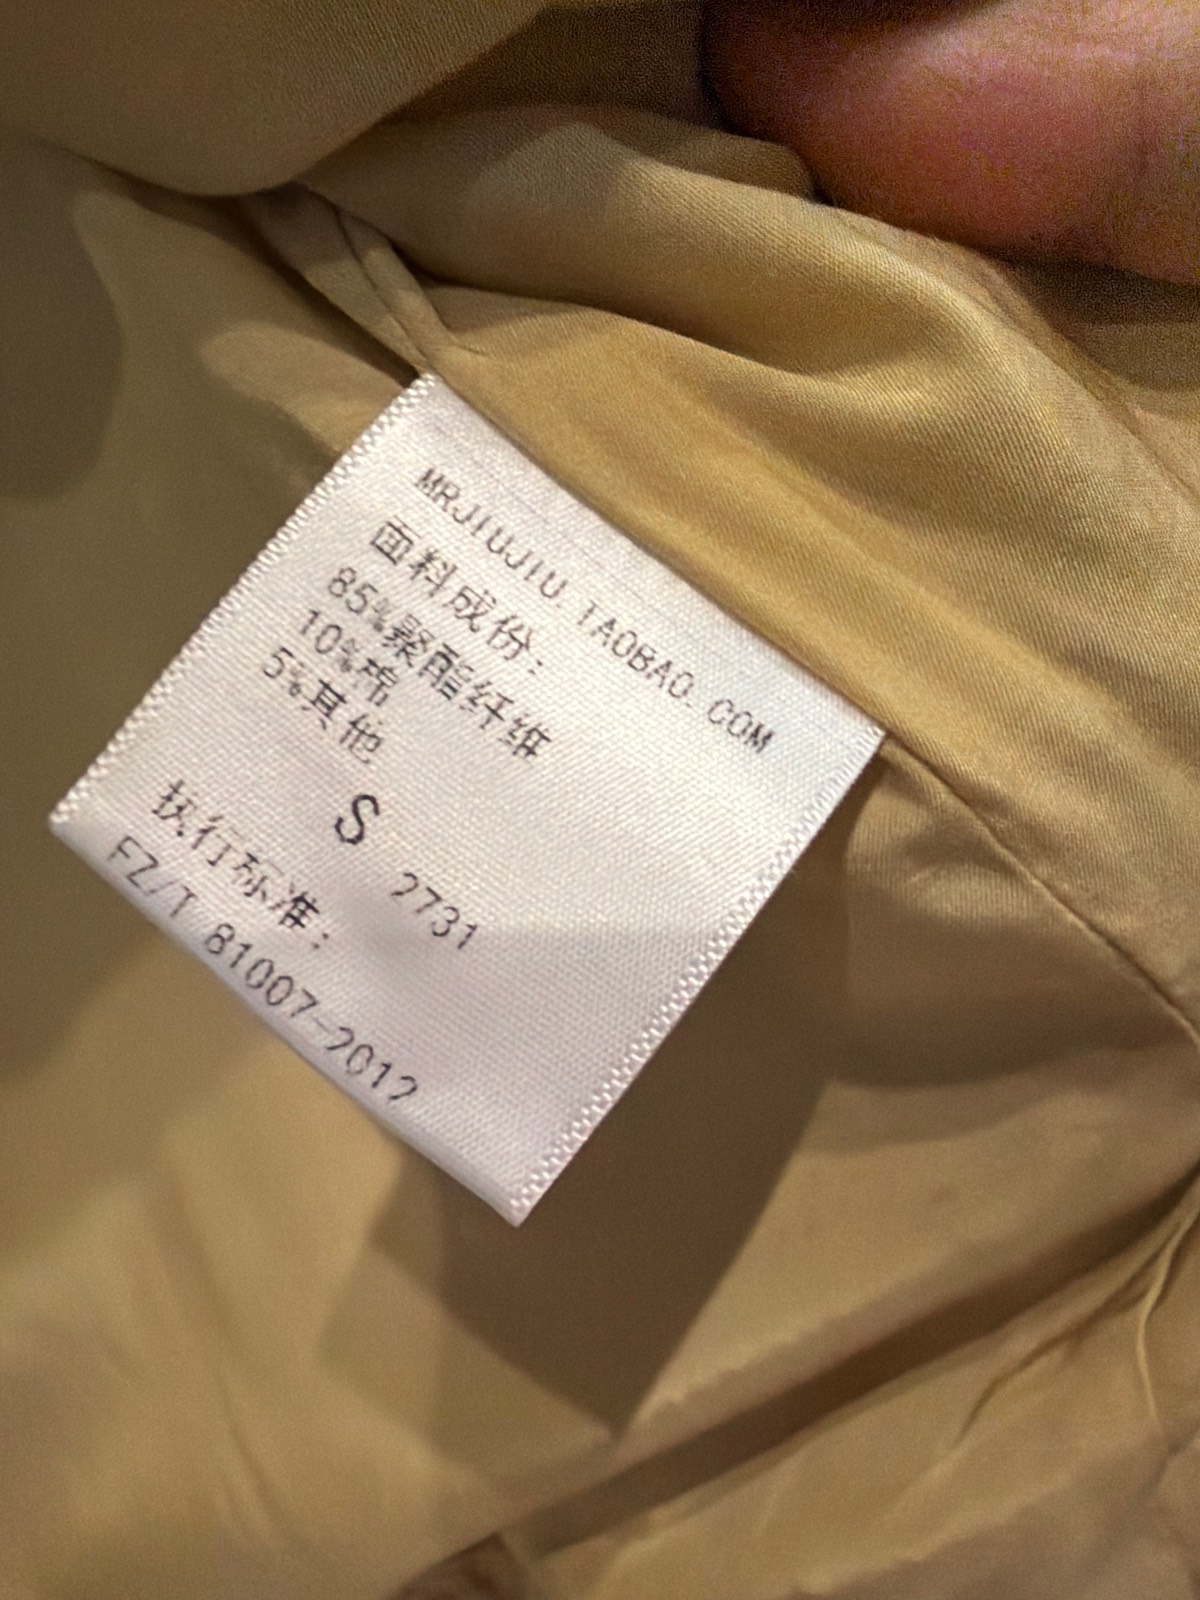 MRJIUJIU.TAOBAO.COM
面料成份：
85%聚酯纤维
10%棉
5%其他
S
2731
执行标准：
FZ/T 81007-2012